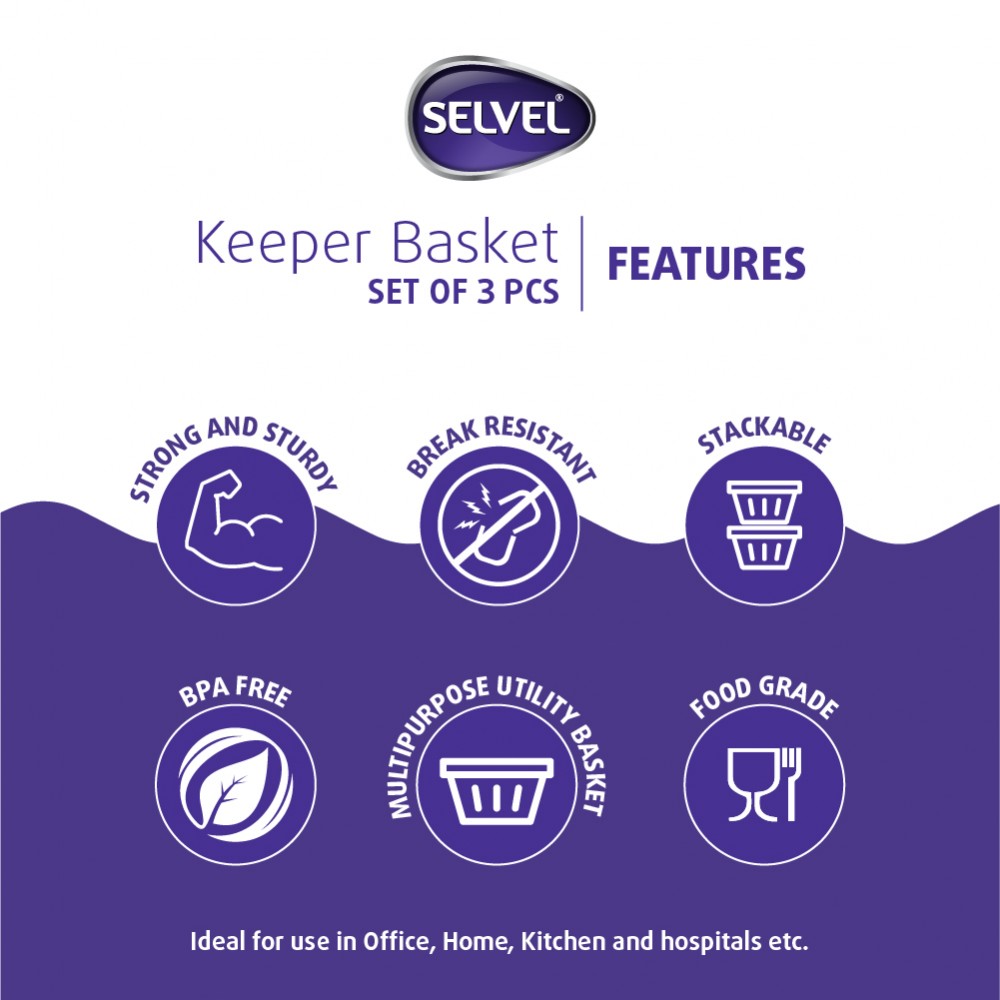 SELVEL®
Keeper Basket
SET OF 3 PCS
FEATURES
STRONG AND STURDY
BREAK RESISTANT
STACKABLE
BPA FREE
MULTIPURPOSE UTILITY BASKET
FOOD GRADE
Ideal for use in Office, Home, Kitchen and hospitals etc.